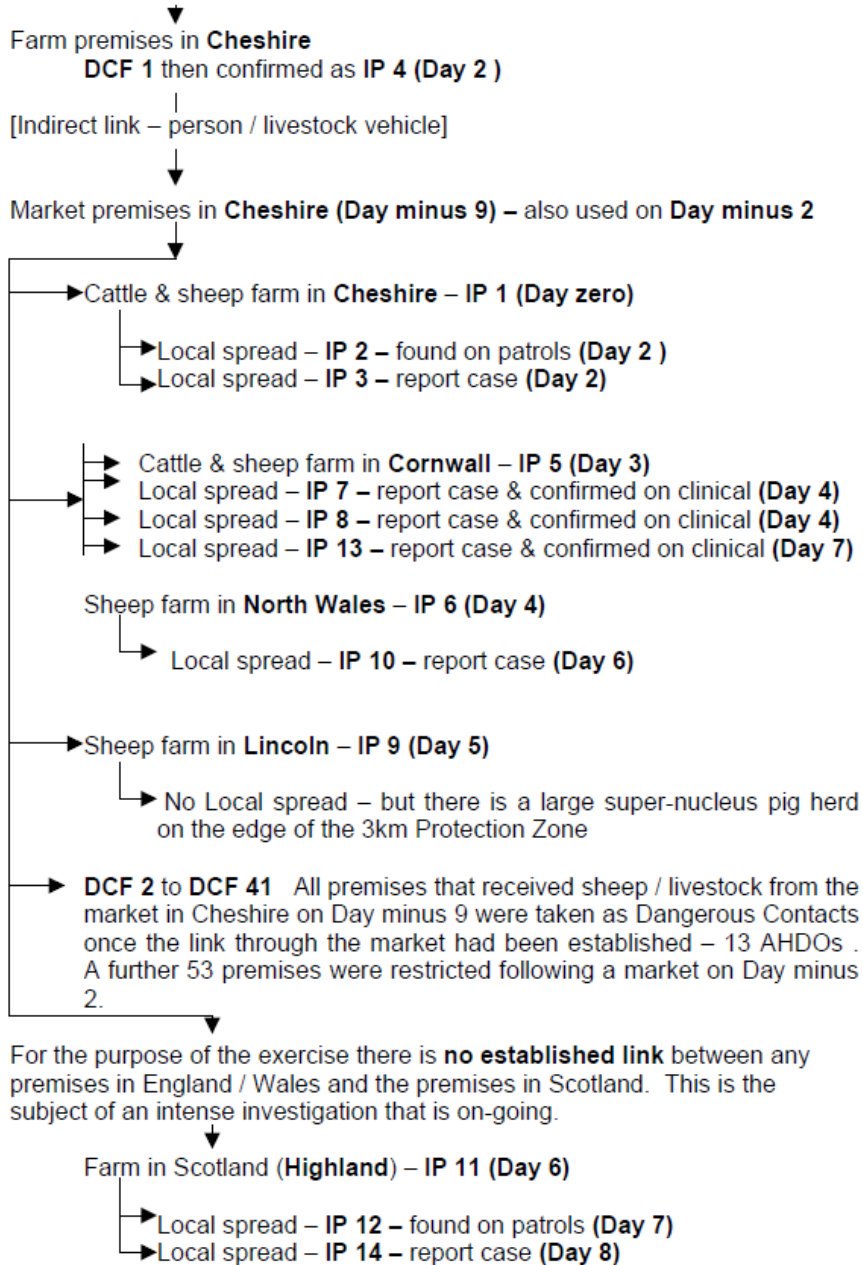 Farm premises in Cheshire
DCF 1 then confirmed as IP 4 (Day 2 )
[Indirect link – person / livestock vehicle]
Market premises in Cheshire (Day minus 9) – also used on Day minus 2
Cattle & sheep farm in Cheshire – IP 1 (Day zero)
Local spread – IP 2 – found on patrols (Day 2 )
Local spread – IP 3 – report case (Day 2)
Cattle & sheep farm in Cornwall – IP 5 (Day 3)
Local spread – IP 7 – report case & confirmed on clinical (Day 4)
Local spread – IP 8 – report case & confirmed on clinical (Day 4)
Local spread – IP 13 – report case & confirmed on clinical (Day 7)
Sheep farm in North Wales – IP 6 (Day 4)
Local spread – IP 10 – report case (Day 6)
Sheep farm in Lincoln – IP 9 (Day 5)
No Local spread – but there is a large super-nucleus pig herd
on the edge of the 3km Protection Zone
DCF 2 to DCF 41 All premises that received sheep / livestock from the
market in Cheshire on Day minus 9 were taken as Dangerous Contacts
once the link through the market had been established – 13 AHDOs .
A further 53 premises were restricted following a market on Day minus
2.
For the purpose of the exercise there is no established link between any
premises in England / Wales and the premises in Scotland. This is the
subject of an intense investigation that is on-going.
Farm in Scotland (Highland) – IP 11 (Day 6)
Local spread – IP 12 – found on patrols (Day 7)
Local spread – IP 14 – report case (Day 8)